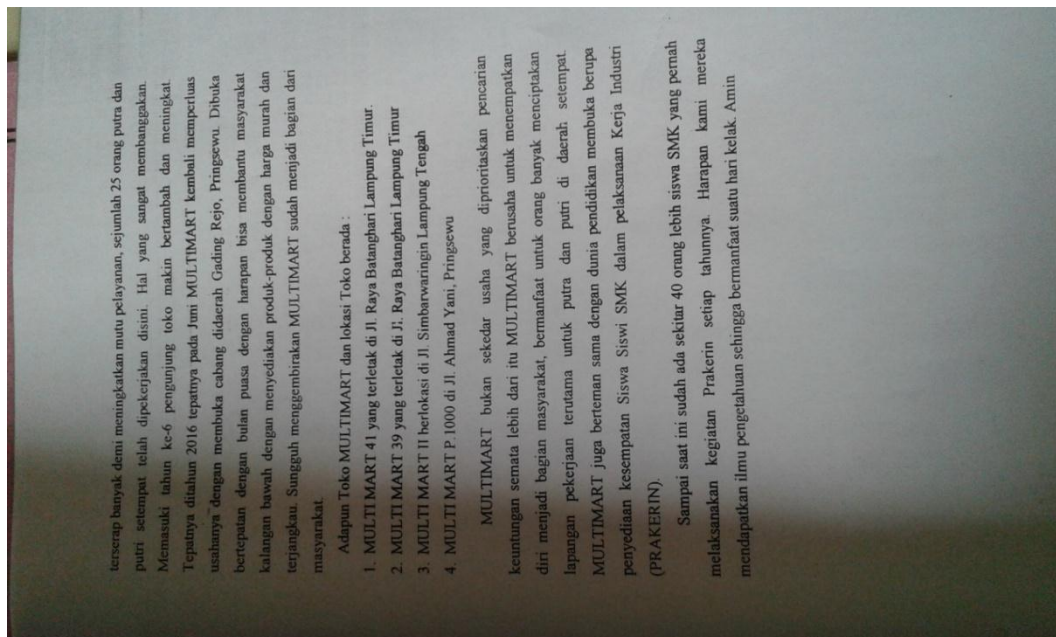 terserap banyak demi meningkatkan mutu pelayanan, sejumlah 25 orang putra dan
putri setempat telah dipekerjakan disini. Hal yang sangat membanggakan.
Memasuki tahun ke-6 pengunjung toko makin bertambah dan meningkat.
Tepatnya ditahun 2016 tepatnya pada Juni MULTIMART kembali memperluas
usahanya dengan membuka cabang didaerah Gading Rejo, Pringsewu. Dibuka
bertepatan dengan bulan puasa dengan harapan bisa membantu masyarakat
kalangan bawah dengan menyediakan produk-produk dengan harga murah dan
terjangkau. Sungguh menggembirakan MULTIMART sudah menjadi bagian dari
masyarakat.
Adapun Toko MULTIMART dan lokasi Toko berada :
1. MULTI MART 41 yang terletak di Jl. Raya Batanghari Lampung Timur.
2. MULTI MART 39 yang terletak di Jl. Raya Batanghari Lampung Timur
3. MULTI MART II berlokasi di Jl. Simbarwaringin Lampung Tengah
4. MULTI MART P.1000 di Jl. Ahmad Yani, Pringsewu
MULTIMART bukan sekedar usaha yang diprioritaskan pencarian
keuntungan semata lebih dari itu MULTIMART berusaha untuk menempatkan
diri menjadi bagian masyarakat, bermanfaat untuk orang banyak menciptakan
lapangan pekerjaan terutama untuk putra dan putri di daerah setempat.
MULTIMART juga berteman sama dengan dunia pendidikan membuka berupa
penyediaan kesempatan Siswa Siswi SMK dalam pelaksanaan Kerja Industri
(PRAKERIN).
Sampai saat ini sudah ada sekitar 40 orang lebih siswa SMK yang pernah
melaksanakan kegiatan Prakerin setiap tahunnya. Harapan kami mereka
mendapatkan ilmu pengetahuan sehingga bermanfaat suatu hari kelak. Amin